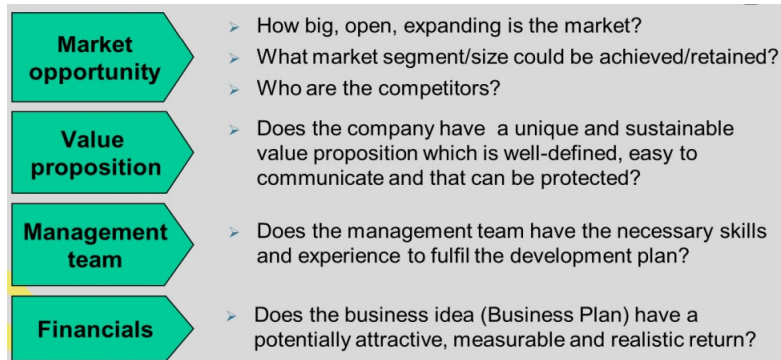 Market
opportunity
How big, open, expanding is the market?
What market segment/size could be achieved/retained?
Who are the competitors?
Value
proposition
Does the company have a unique and sustainable
value proposition which is well-defined, easy to
communicate and that can be protected?
Management
team
Does the management team have the necessary skills
and experience to fulfil the development plan?
Financials
Does the business idea (Business Plan) have a
potentially attractive, measurable and realistic return?